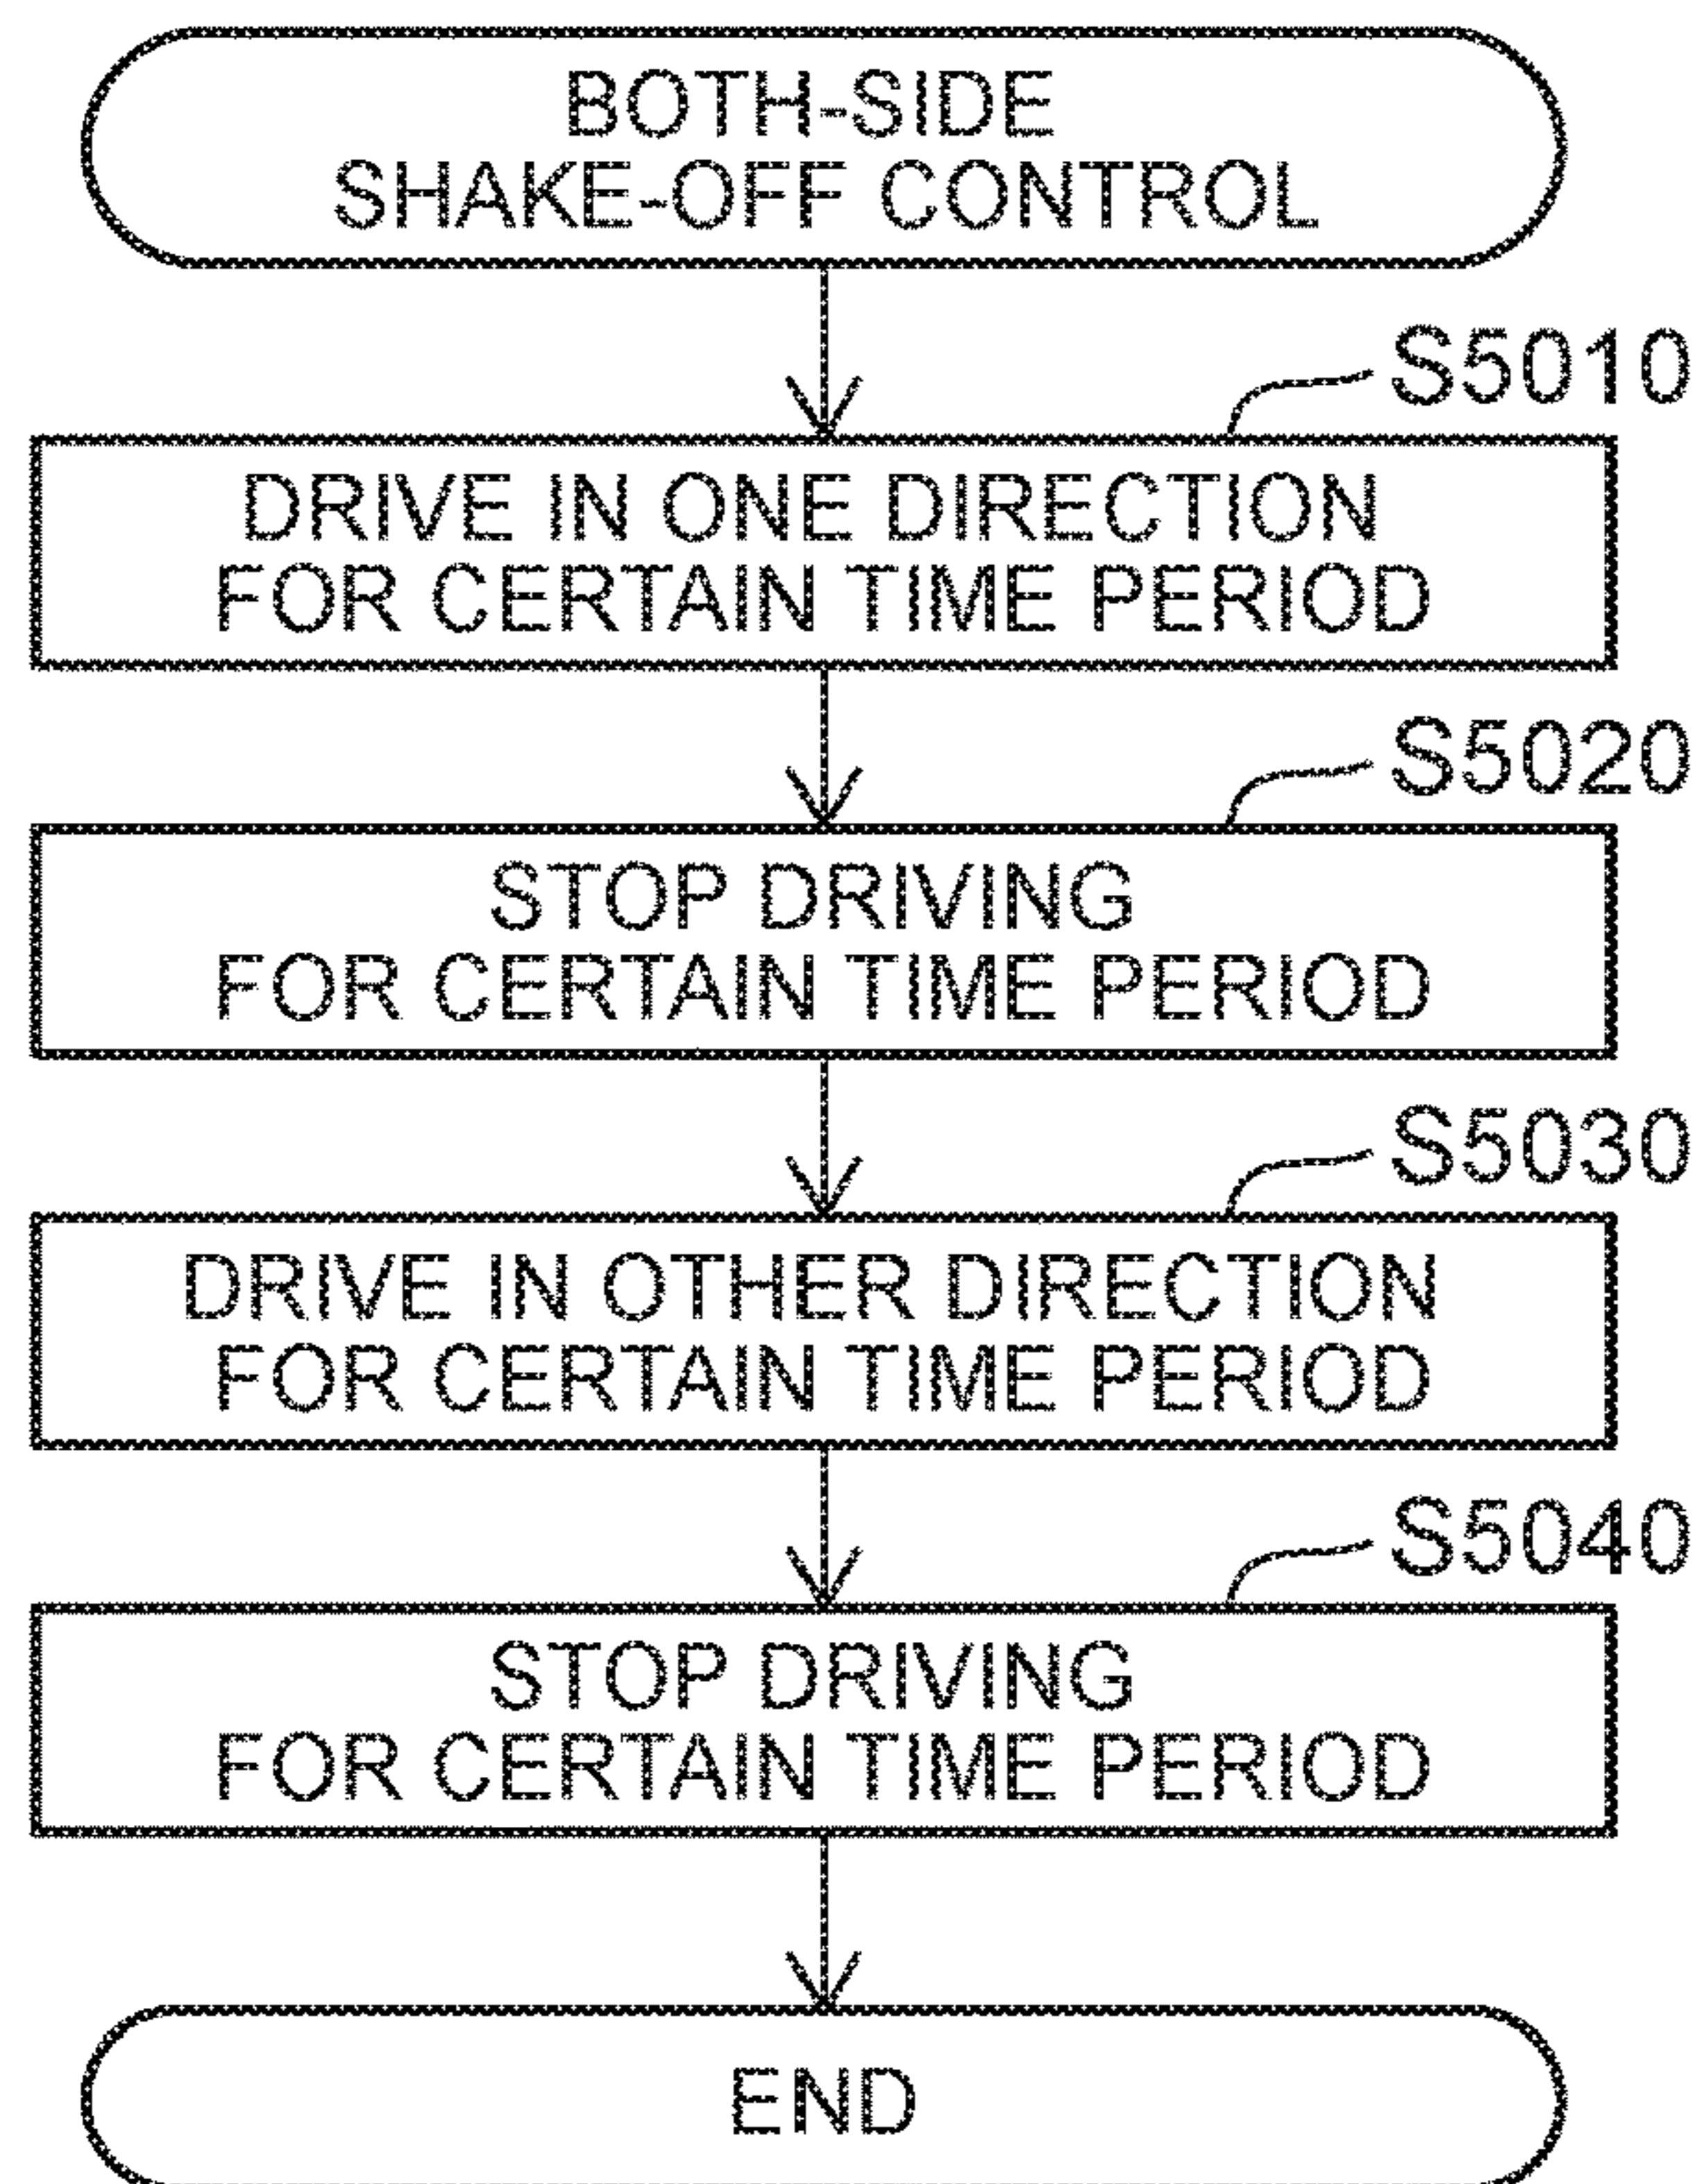 BOTH-SIDE
SHAKE-OFF CONTROL
S5010
DRIVE IN ONE DIRECTION
FOR CERTAIN TIME PERIOD
S5020
STOP DRIVING
FOR CERTAIN TIME PERIOD
S5030
DRIVE IN OTHER DIRECTION
FOR CERTAIN TIME PERIOD
S5040
STOP DRIVING
FOR CERTAIN TIME PERIOD
END